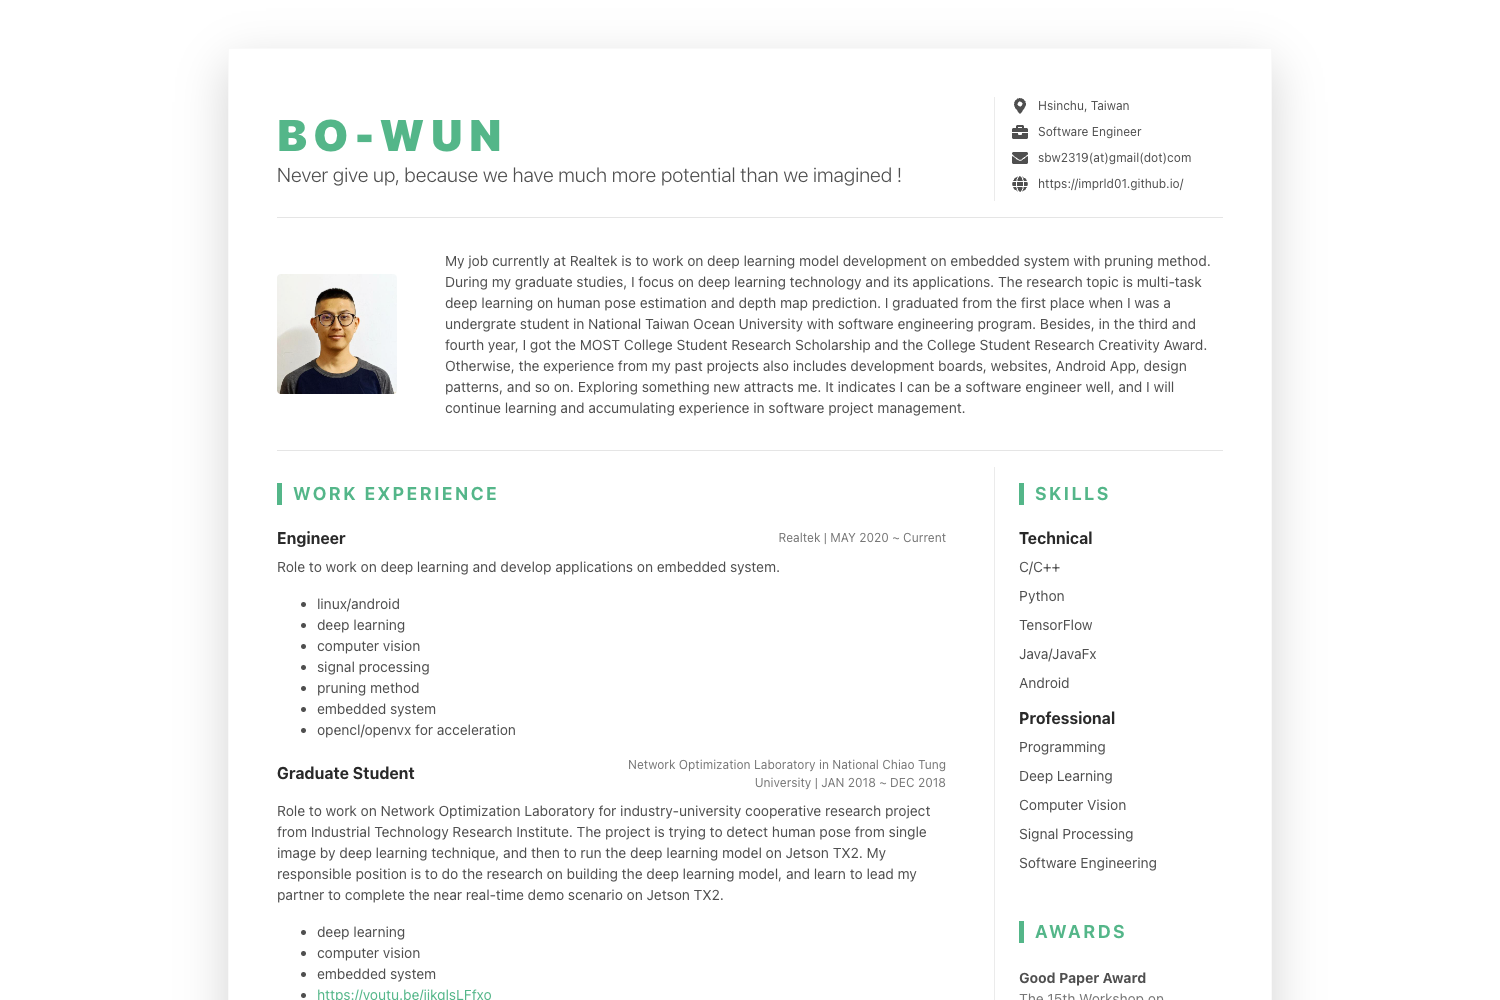 BO-WUN
Never give up, because we have much more potential than we imagined !
Hsinchu, Taiwan
Software Engineer
sbw2319(at)gmail(dot)com
https://imprld01.github.io/
My job currently at Realtek is to work on deep learning model development on embedded system with pruning method.
During my graduate studies, I focus on deep learning technology and its applications. The research topic is multi-task
deep learning on human pose estimation and depth map prediction. I graduated from the first place when I was a
undergrate student in National Taiwan Ocean University with software engineering program. Besides, in the third and
fourth year, I got the MOST College Student Research Scholarship and the College Student Research Creativity Award.
Otherwise, the experience from my past projects also includes development boards, websites, Android App, design
patterns, and so on. Exploring something new attracts me. It indicates I can be a software engineer well, and I will
continue learning and accumulating experience in software project management.
WORK EXPERIENCE
Engineer
Realtek | MAY 2020 ~ Current
Role to work on deep learning and develop applications on embedded system.
• linux/android
• deep learning
• computer vision
• signal processing
• pruning method
• embedded system
• opencl/openvx for acceleration
Graduate Student
Network Optimization Laboratory in National Chiao Tung
University | JAN 2018 ~ DEC 2018
Role to work on Network Optimization Laboratory for industry-university cooperative research project
from Industrial Technology Research Institute. The project is trying to detect human pose from single
image by deep learning technique, and then to run the deep learning model on Jetson TX2. My
responsible position is to do the research on building the deep learning model, and learn to lead my
partner to complete the near real-time demo scenario on Jetson TX2.
• deep learning
• computer vision
• embedded system
SKILLS
Technical
C/C++
Python
TensorFlow
Java/JavaFx
Android
Professional
Programming
Deep Learning
Computer Vision
Signal Processing
Software Engineering
AWARDS
Good Paper Award
The 15th Workshop on